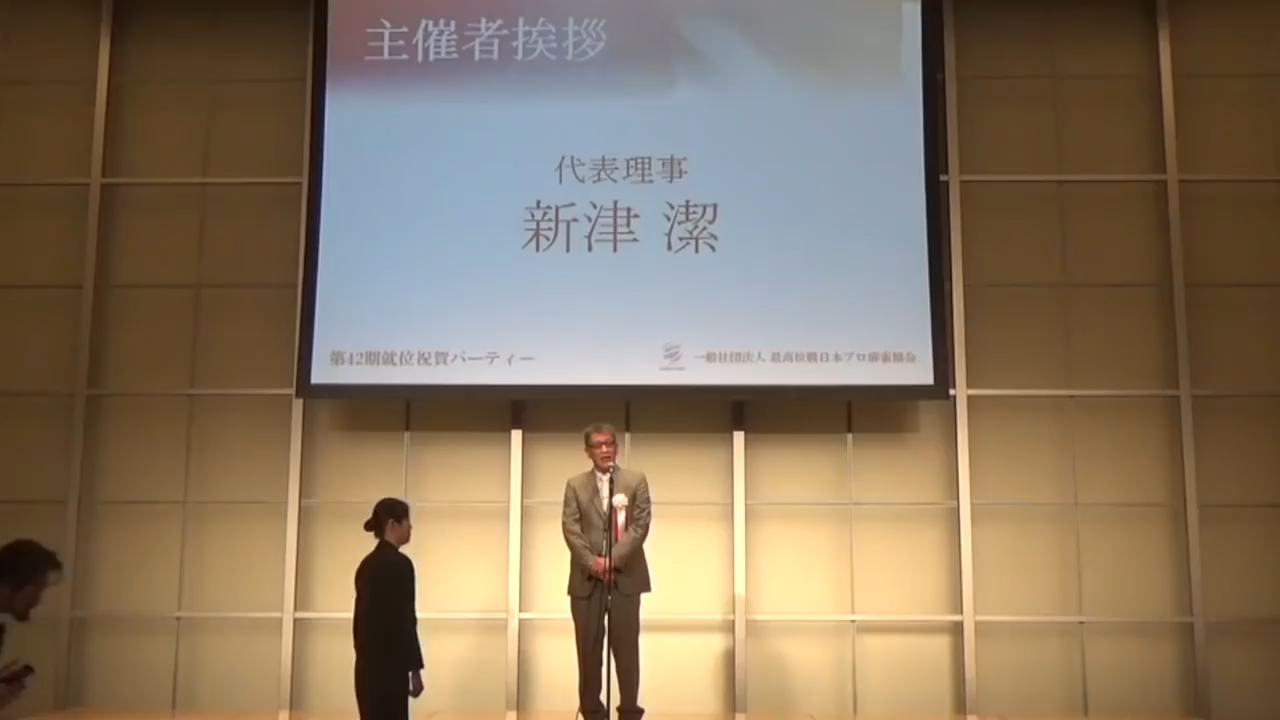 主催者挨拶
代表理事
新津 潔
第42期就位祝賀パーティー
一般社団法人 最高位戦日本プロ麻雀協会